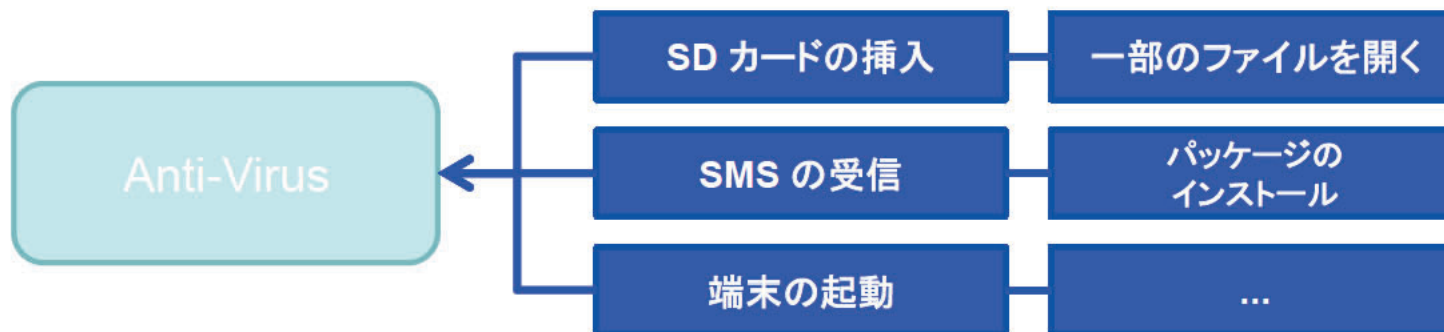 SD カードの挿入
一部のファイルを開く
Anti-Virus
SMS の受信
パッケージの
インストール
端末の起動
...